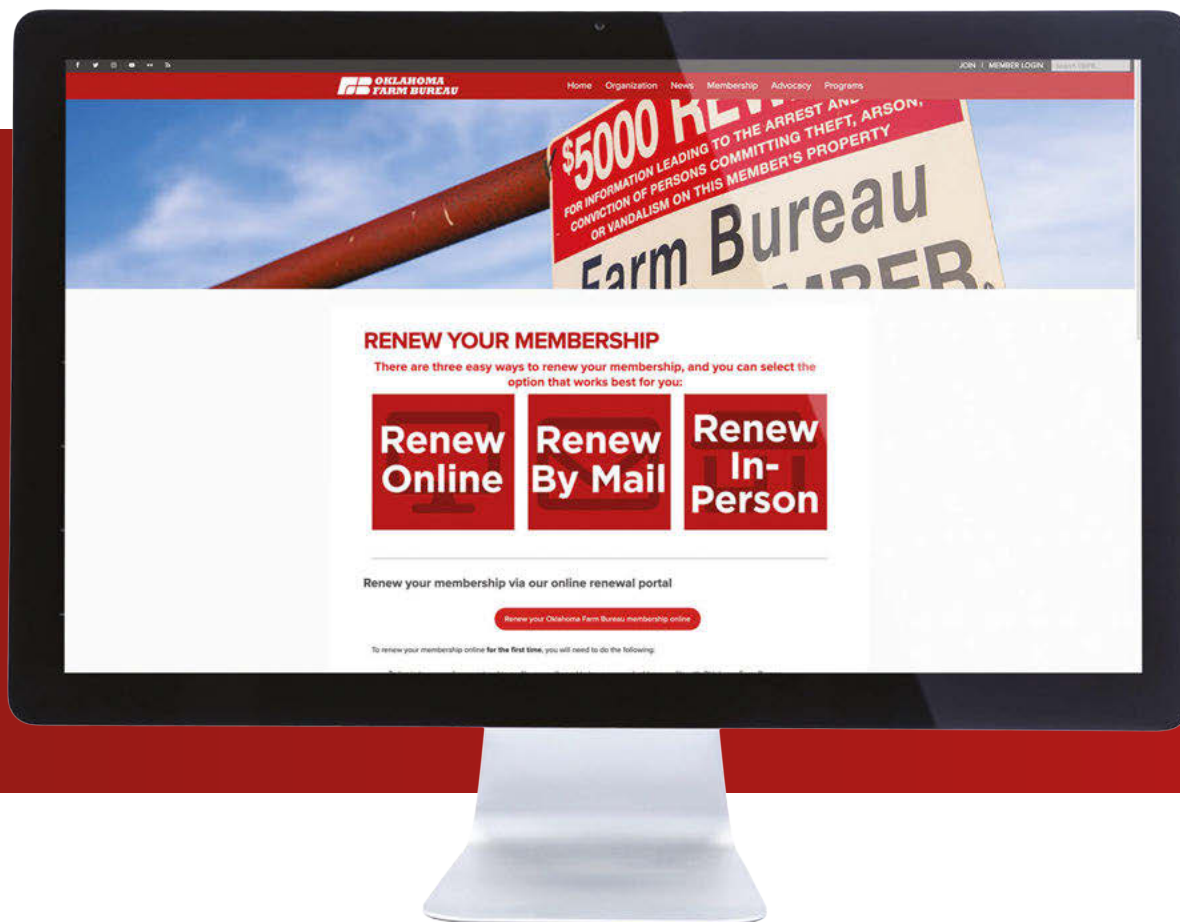 JOIN | MEMBER LOGIN
OKLAHOMA
FARM BUREAU
Home Organization News Membership Advocacy Programs
$5000 REW
FOR INFORMATION LEADING TO THE ARREST AND
CONVICTION OF PERSONS COMMITTING THEFT, ARSON,
OR VANDALISM ON THIS MEMBER'S PROPERTY
Farm Bureau
MBER
RENEW YOUR MEMBERSHIP
There are three easy ways to renew your membership, and you can select the
option that works best for you:
Renew
Online
Renew
By Mail
Renew
In-
Person
Renew your membership via our online renewal portal
Renew your Oklahoma Farm Bureau membership online
To renew your membership online for the first time, you will need to do the following: